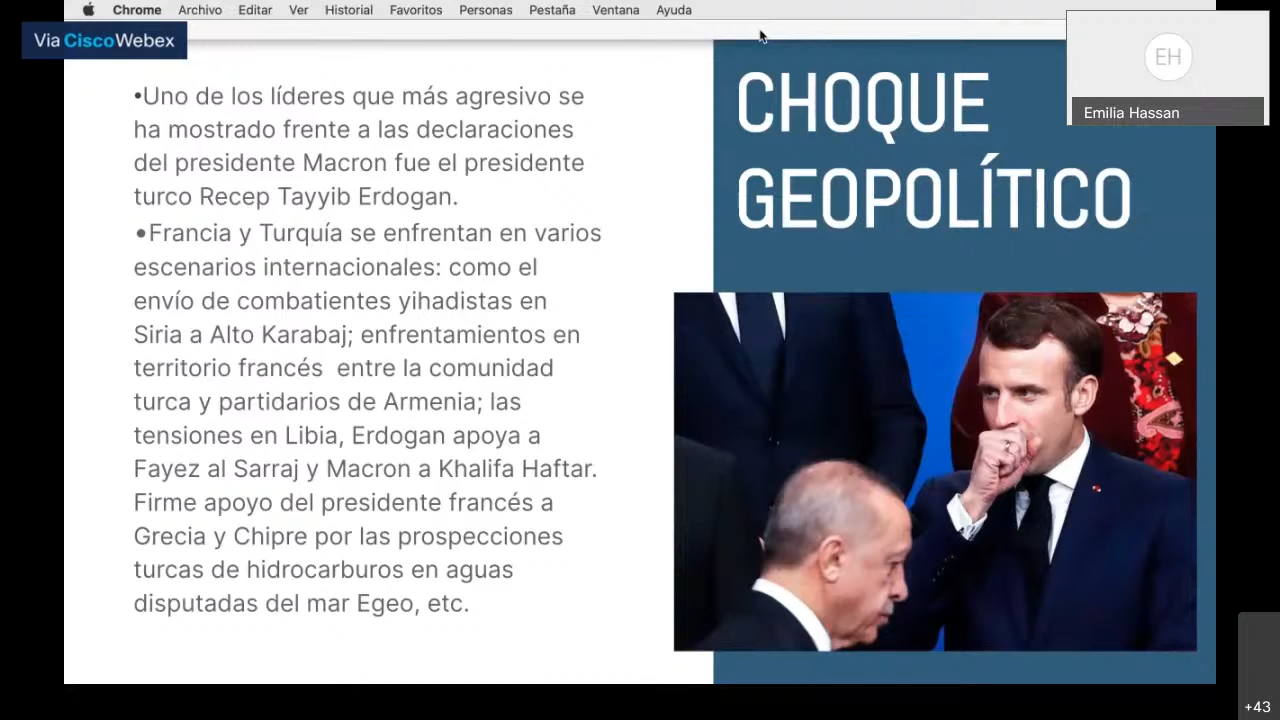 Chrome Archivo Editar Ver Historial Favoritos Personas Pestaña Ventana Ayuda
Via Cisco Webex
EH
Emilia Hassan
CHOQUE
GEOPOLÍTICO
•Uno de los líderes que más agresivo se
ha mostrado frente a las declaraciones
del presidente Macron fue el presidente
turco Recep Tayyib Erdogan.
•Francia y Turquía se enfrentan en varios
escenarios internacionales: como el
envío de combatientes yihadistas en
Siria a Alto Karabaj; enfrentamientos en
territorio francés entre la comunidad
turca y partidarios de Armenia; las
tensiones en Libia, Erdogan apoya a
Fayez al Sarraj y Macron a Khalifa Haftar.
Firme apoyo del presidente francés a
Grecia y Chipre por las prospecciones
turcas de hidrocarburos en aguas
disputadas del mar Egeo, etc.
+43